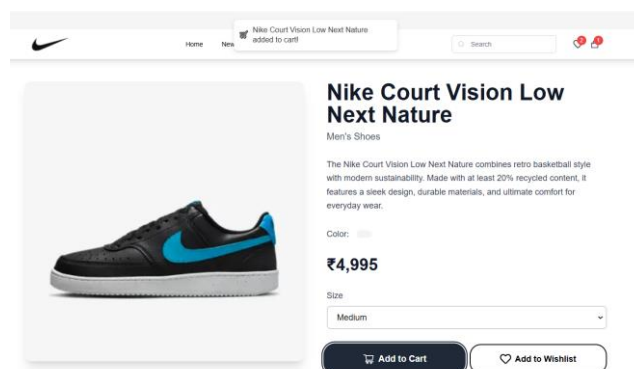 Nike Court Vision Low Next Nature
added to cart!
Home
New
Search
Nike Court Vision Low
Next Nature
Men's Shoes
The Nike Court Vision Low Next Nature combines retro basketball style
with modern sustainability. Made with at least 20% recycled content, it
features a sleek design, durable materials, and ultimate comfort for
everyday wear.
Color:
₹4,995
Size
Medium
Add to Cart
Add to Wishlist